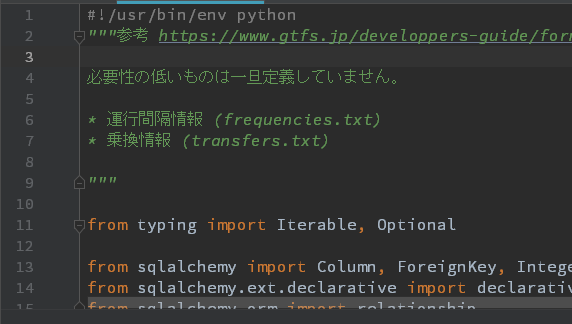 1 #!/usr/bin/env python
2 """参考 https://www.gtfs.jp/developpers-guide/
3
4 必要性の低いものは一旦定義していません。
5
6 * 運行間隔情報 (frequencies.txt)
7 * 乗換情報 (transfers.txt)
8
9 """
10
11 from typing import Iterable, Optional
12
13 from sqlalchemy import Column, ForeignKey,
14 from sqlalchemy.ext.declarative import
15 from sqlalchemy.orm import relationship